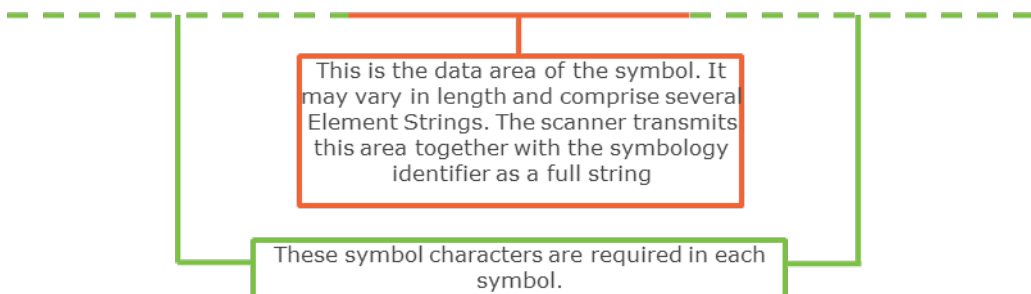 This is the data area of the symbol. It
may vary in length and comprise several
Element Strings. The scanner transmits
this area together with the symbology
identifier as a full string
These symbol characters are required in each
symbol.